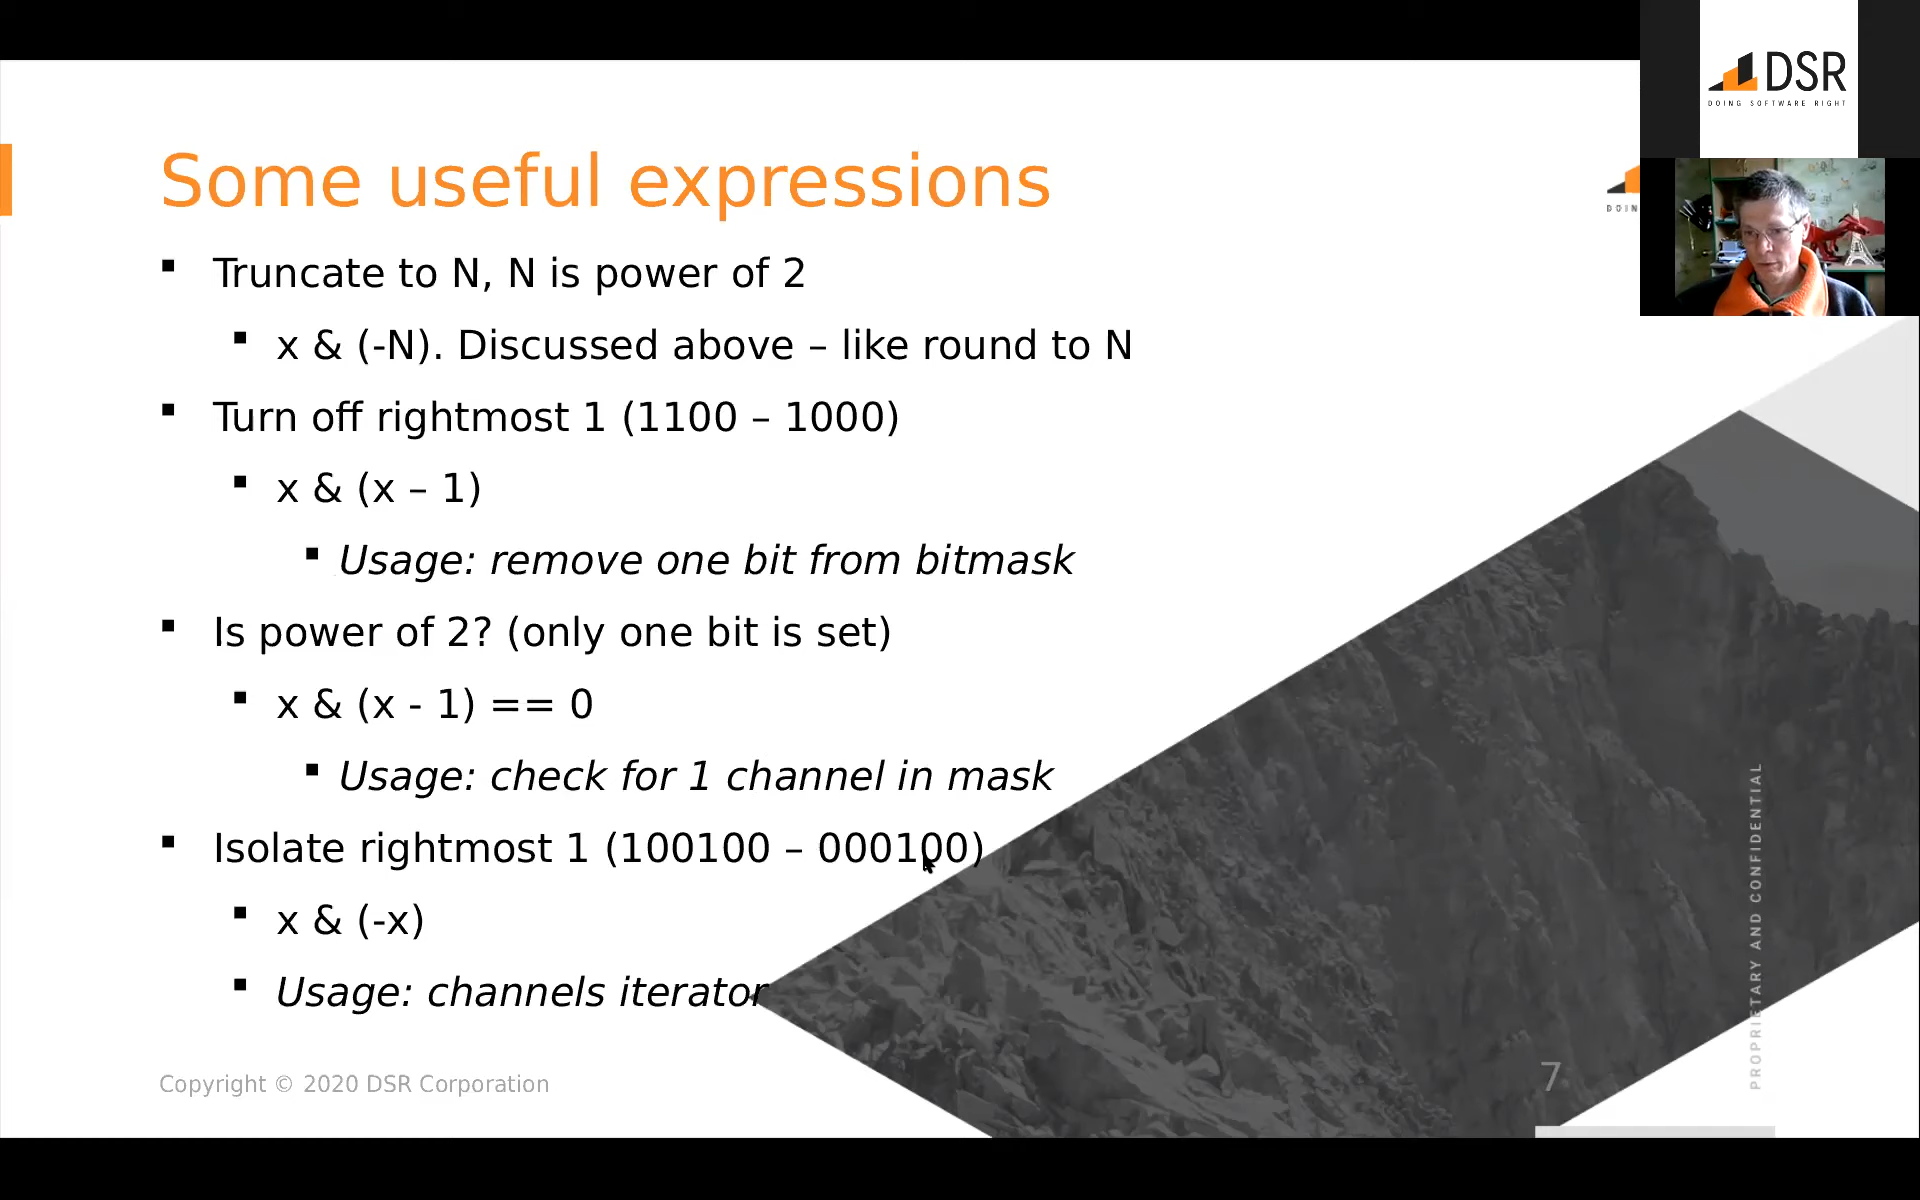 DSR
DOING SOFTWARE RIGHT
Some useful expressions
DOIN
Truncate to N, N is power of 2
x & (-N). Discussed above – like round to N
Turn off rightmost 1 (1100 – 1000)
x & (x – 1)
Usage: remove one bit from bitmask
Is power of 2? (only one bit is set)
x & (x - 1) == 0
Usage: check for 1 channel in mask
Isolate rightmost 1 (100100 – 000100)
x & (-x)
Usage: channels iterator
PROPRIETARY AND CONFIDENTIAL
Copyright © 2020 DSR Corporation
7